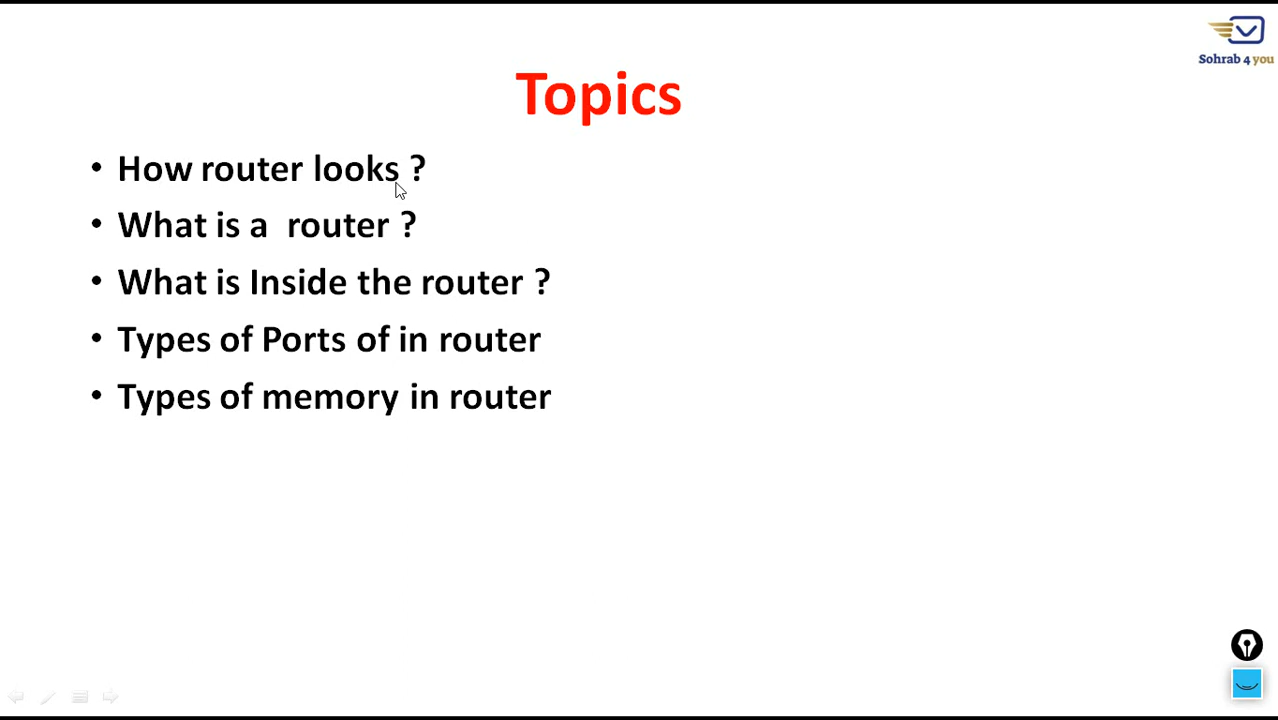 Sohrab 4 you
Topics
• How router looks ?
• What is a  router ?
• What is Inside the router ?
• Types of Ports of in router
• Types of memory in router